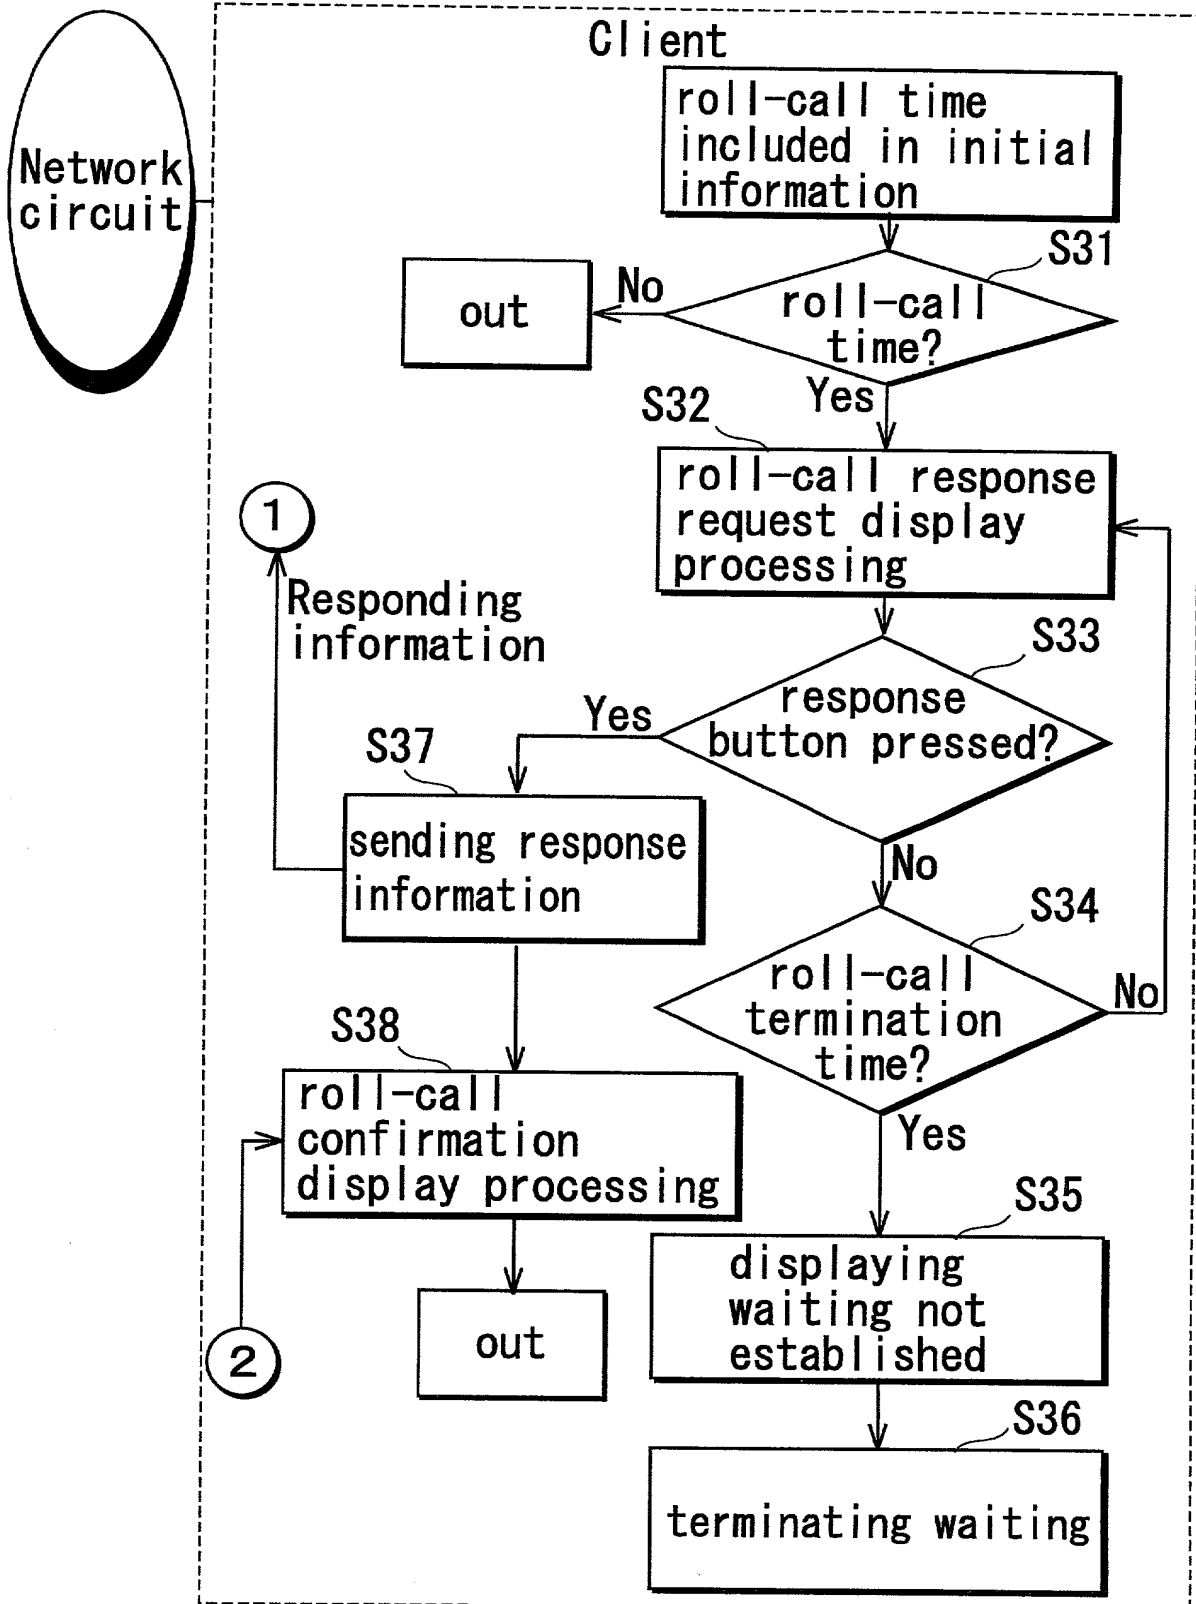 Client
Network
circuit
roll-call time
included in initial
information
S31
roll-call
time?
No
out
Yes
S32
roll-call response
request display
processing
1
Responding
information
S33
response
button pressed?
Yes
S37
sending response
information
No
S34
roll-call
termination
time?
No
S38
roll-call
confirmation
display processing
Yes
S35
displaying
waiting not
established
2
out
S36
terminating waiting